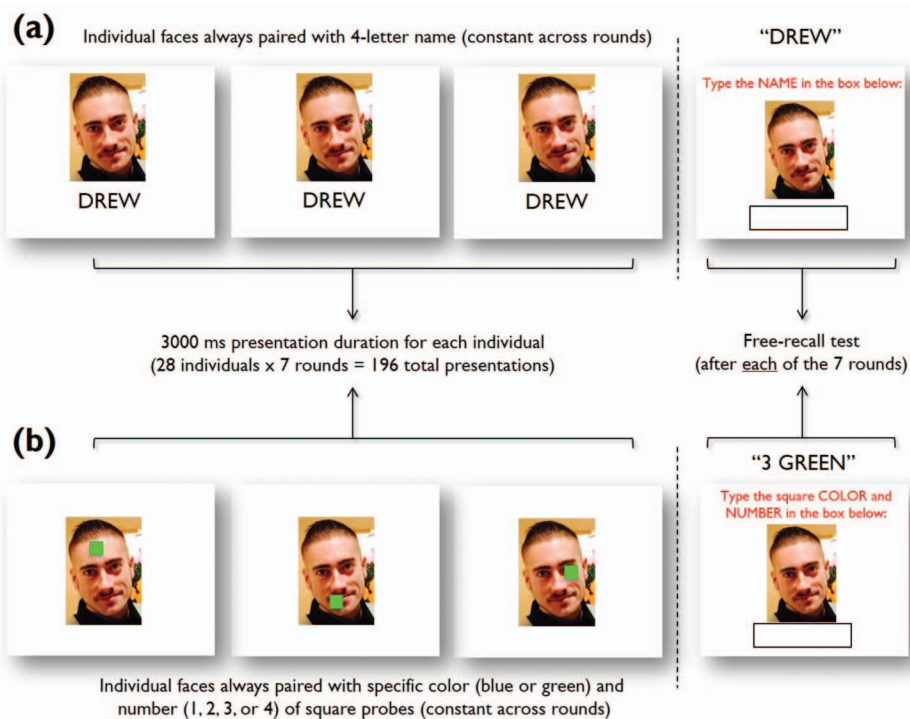 (a)
Individual faces always paired with 4-letter name (constant across rounds)
"DREW"
Type the NAME in the box below:
DREW
DREW
DREW
3000 ms presentation duration for each individual
(28 individuals x 7 rounds = 196 total presentations)
Free-recall test
(after each of the 7 rounds)
(b)
"3 GREEN"
Type the square COLOR and
NUMBER in the box below:
Individual faces always paired with specific color (blue or green) and
number (1, 2, 3, or 4) of square probes (constant across rounds)